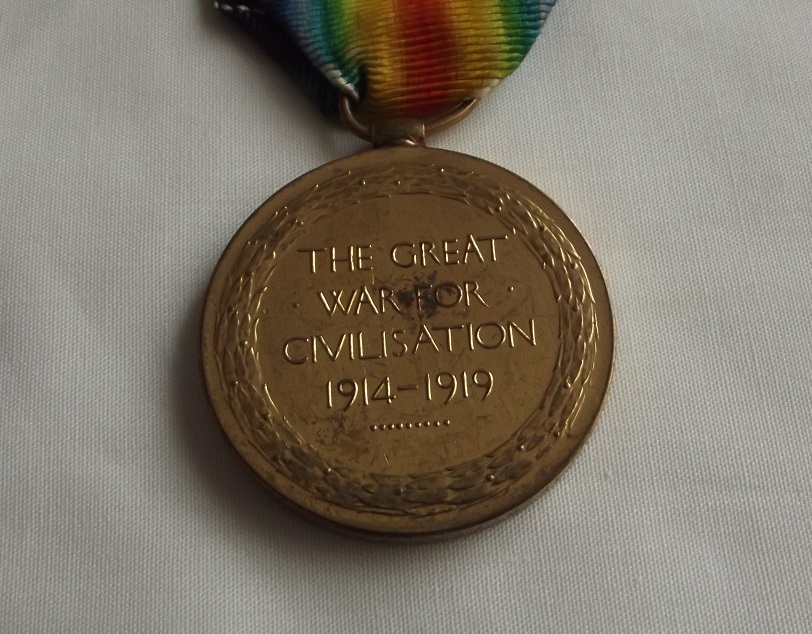 THE GREAT
· WAR FOR ·
CIVILISATION
1914-1919